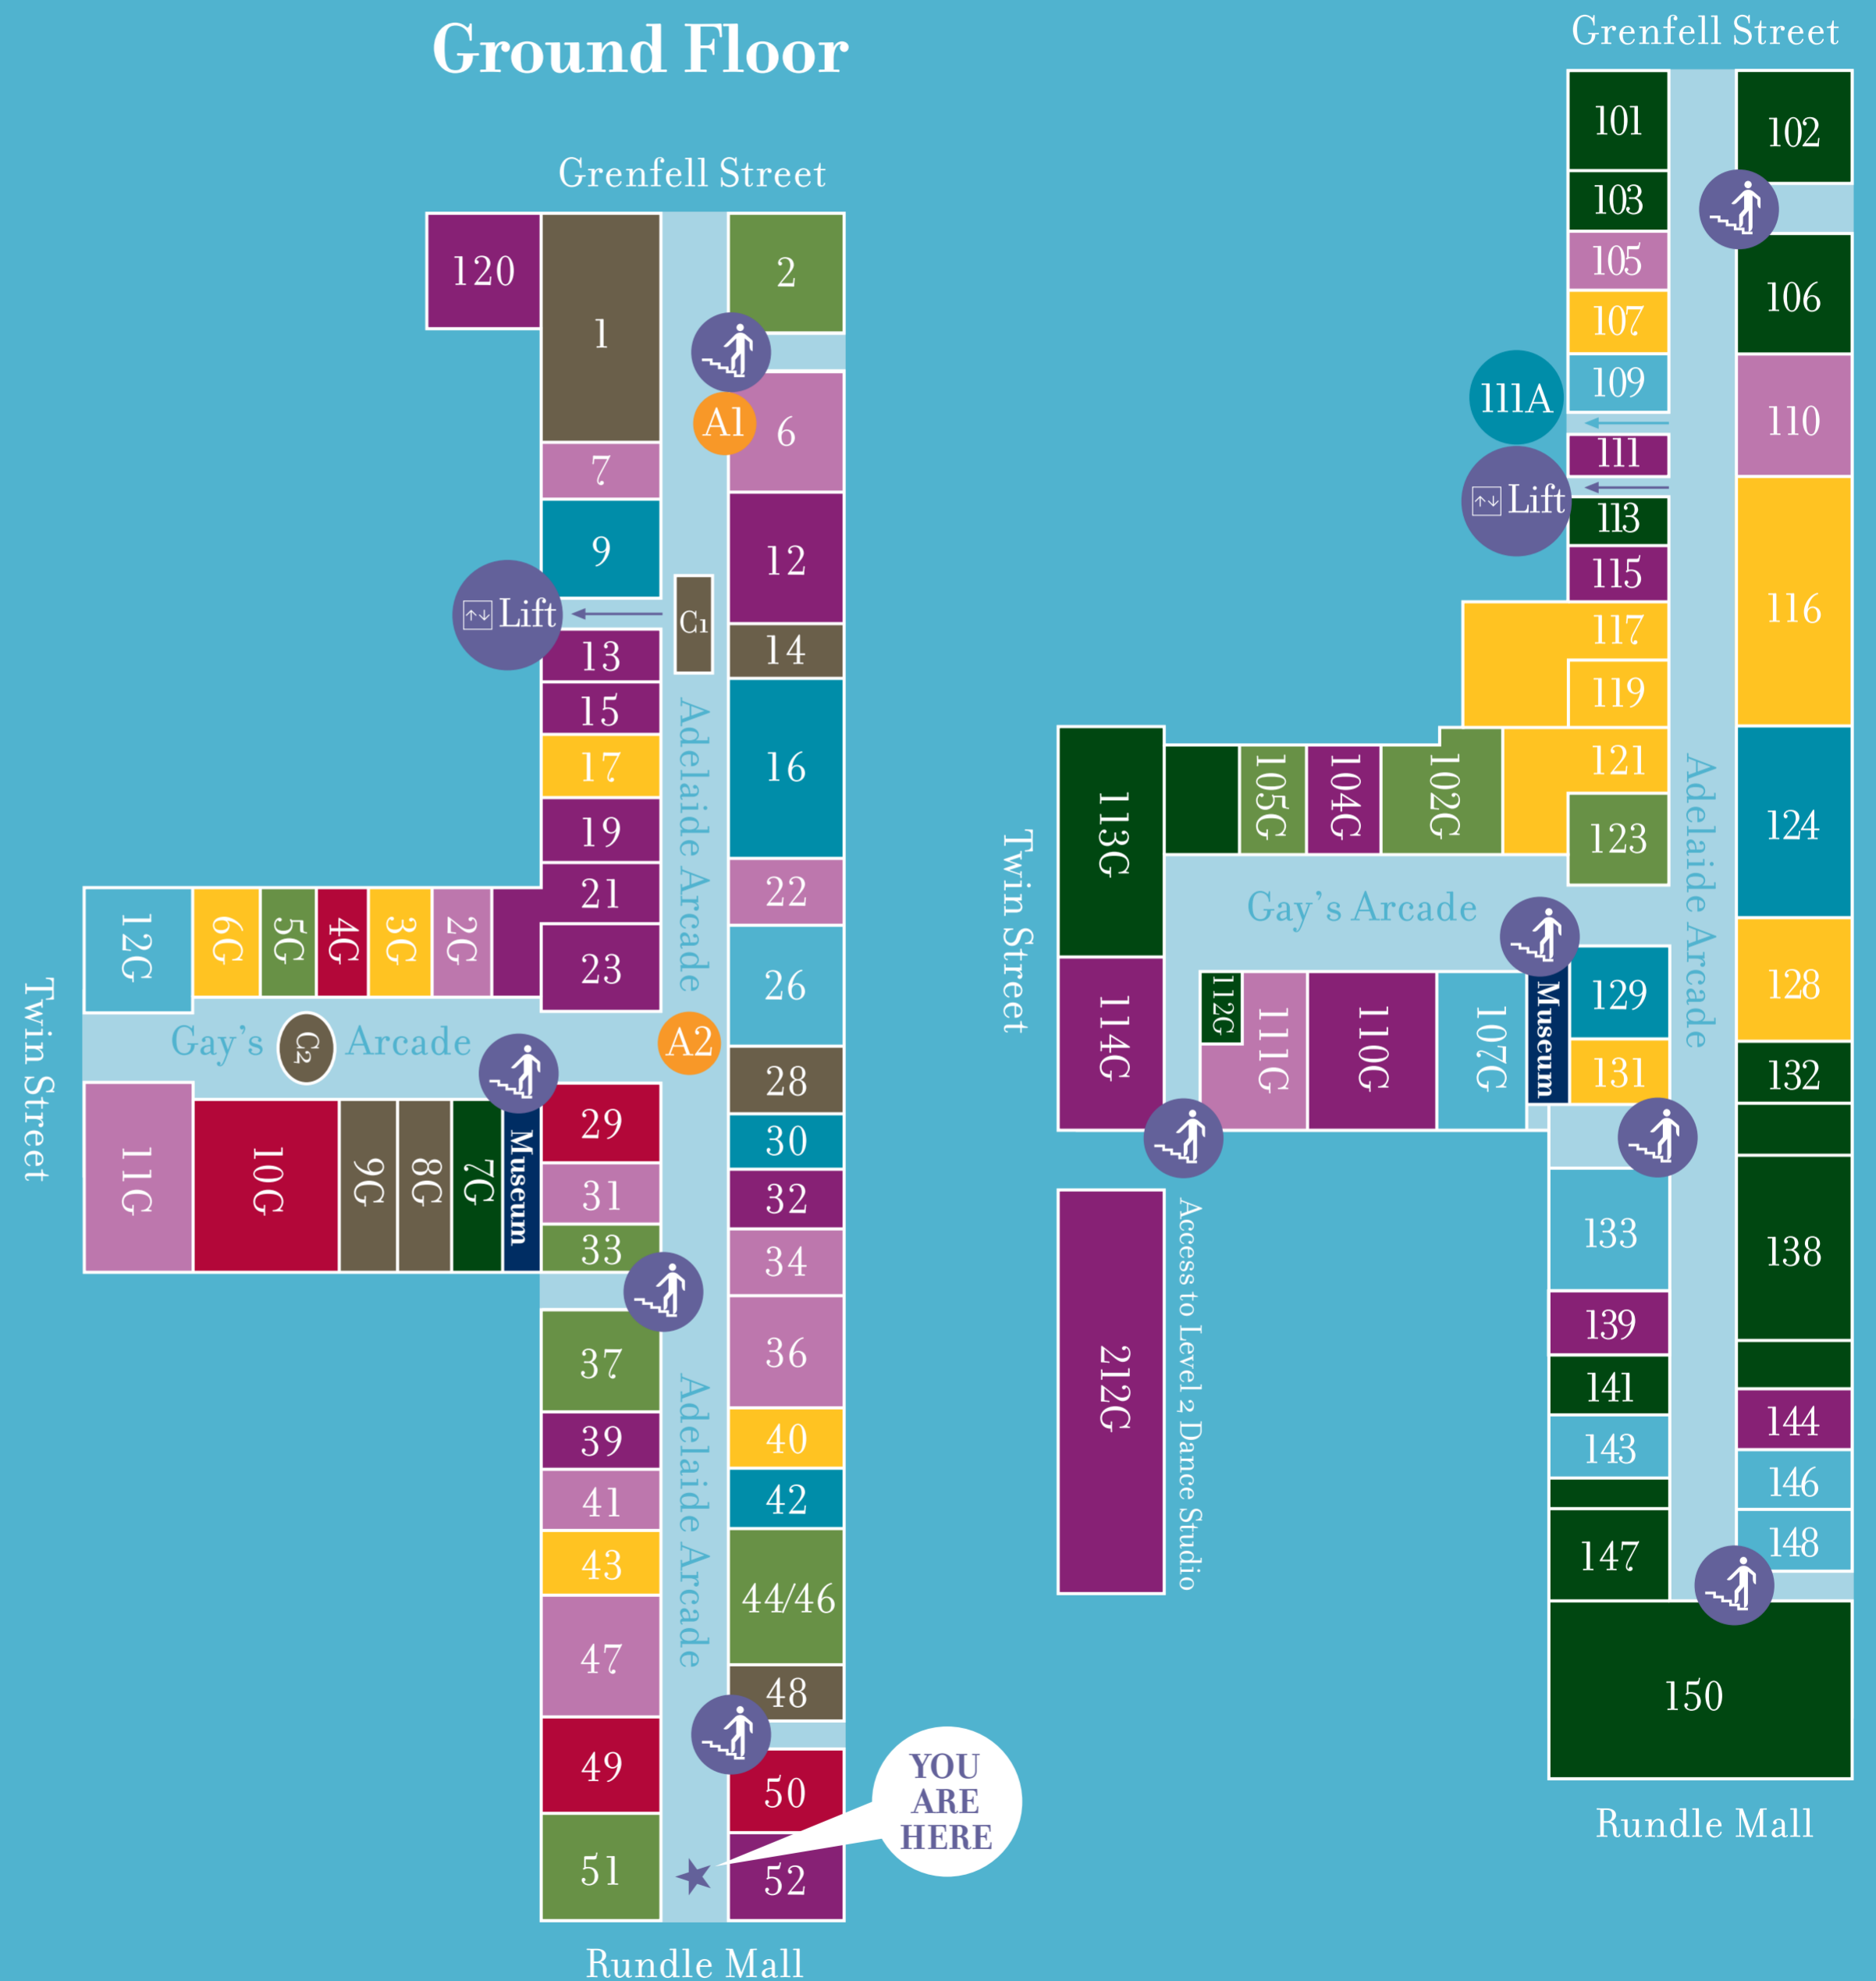 Ground Floor
Grenfell Street
120
1
2
A1
6
7
9
12
C1
Lift
14
13
15
16
17
19
21
22
23
26
Adelaide Arcade
12G
6G
5G
4G
3G
2G
Twin Street
Gay's
C2
Arcade
A2
28
11G
10G
9G
8G
7G
Museum
29
30
31
32
33
34
36
37
39
40
41
42
43
44/46
47
48
49
50
51
52
Adelaide Arcade
YOU
ARE
HERE
Rundle Mall
Grenfell Street
101
102
103
105
106
107
109
110
111A
111
Lift
113
115
116
117
119
121
123
124
Adelaide Arcade
113G
105G
104G
102G
Twin Street
Gay's Arcade
114G
112G
111G
110G
107G
Museum
128
129
131
132
133
138
139
141
143
144
146
147
148
150
212G
Access to Level 2 Dance Studio
Rundle Mall